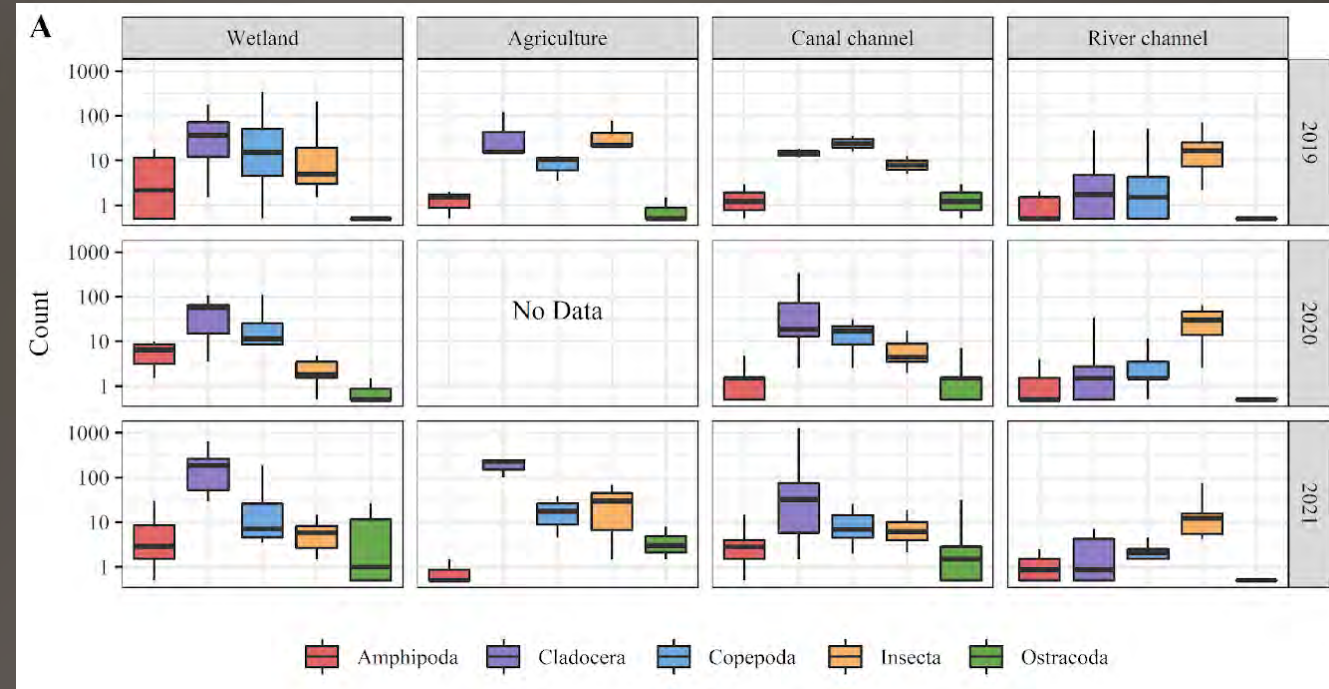 A
Wetland
Agriculture
Canal channel
River channel
1000
100
10
1
2019
1000
100
10
1
No Data
2020
1000
100
10
1
2021
Count
Amphipoda
Cladocera
Copepoda
Insecta
Ostracoda